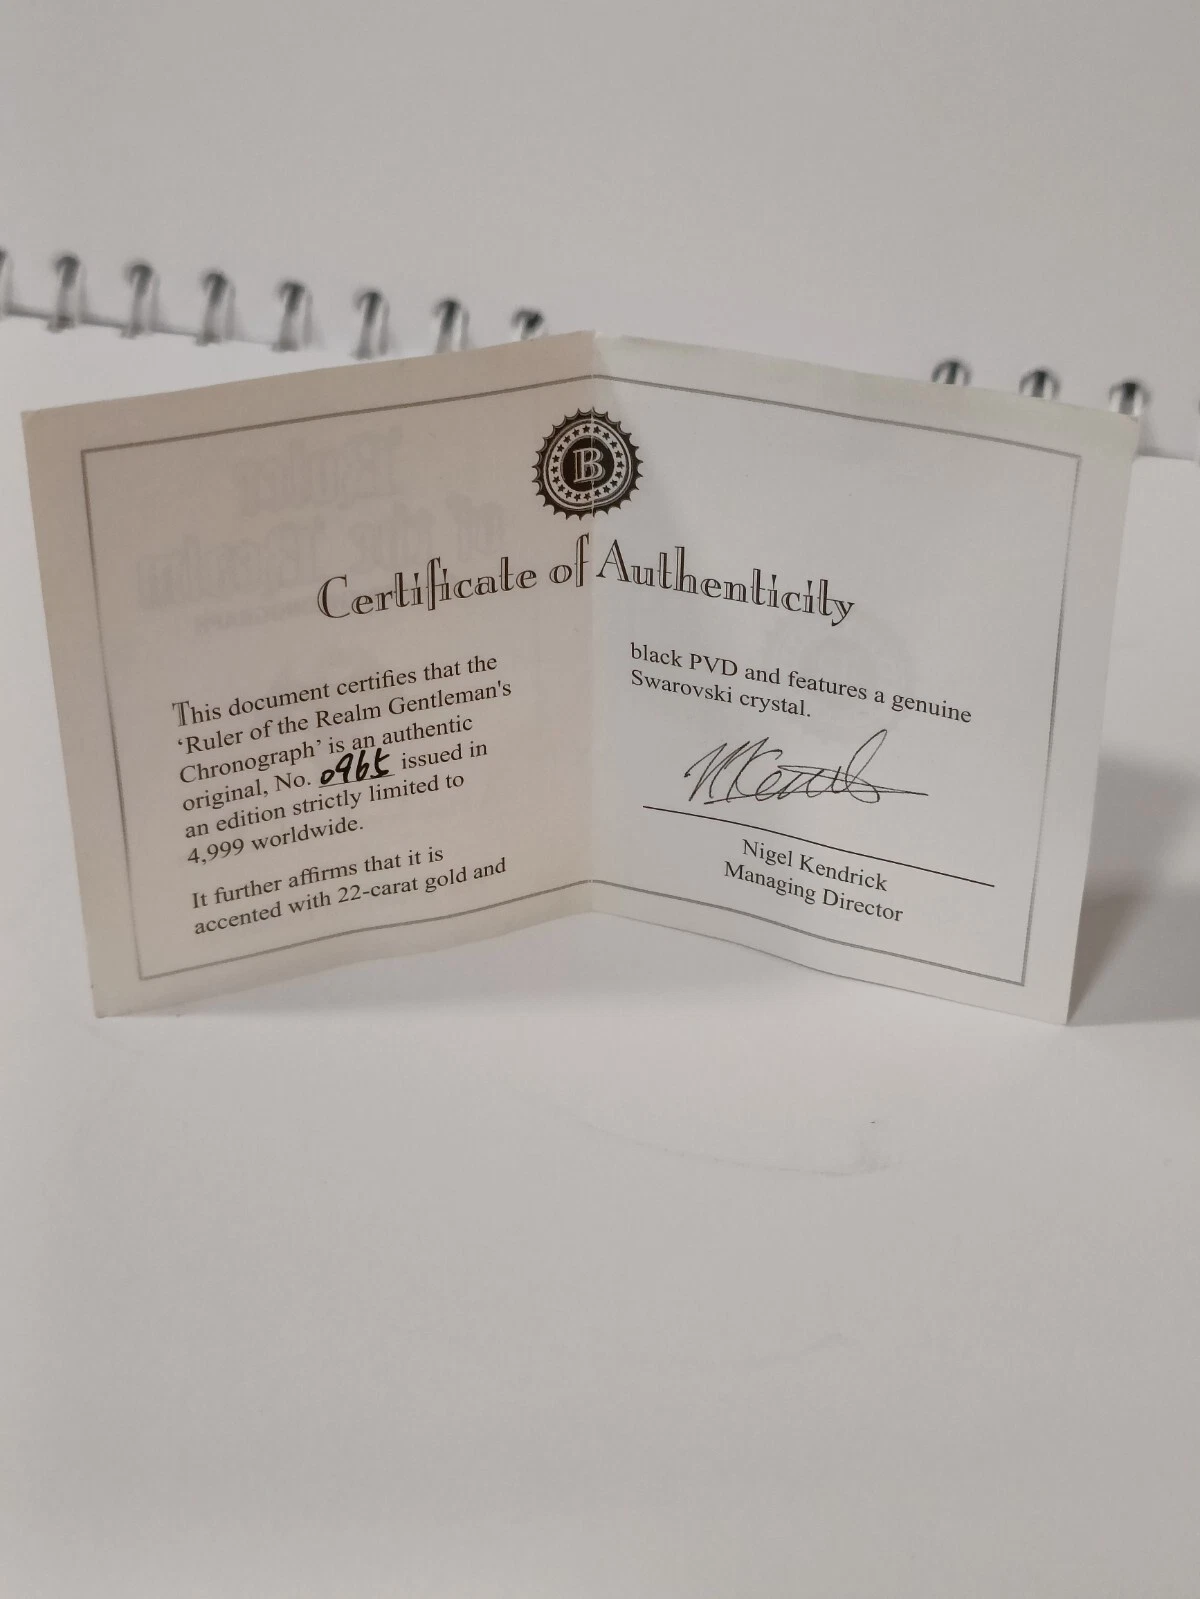 B
Certificate of Authenticity
This document certifies that the
‘Ruler of the Realm Gentleman's
Chronograph’ is an authentic
original, No. 0965 issued in
an edition strictly limited to
4,999 worldwide.
It further affirms that it is
accented with 22-carat gold and
black PVD and features a genuine
Swarovski crystal.
Nigel Kendrick
Managing Director